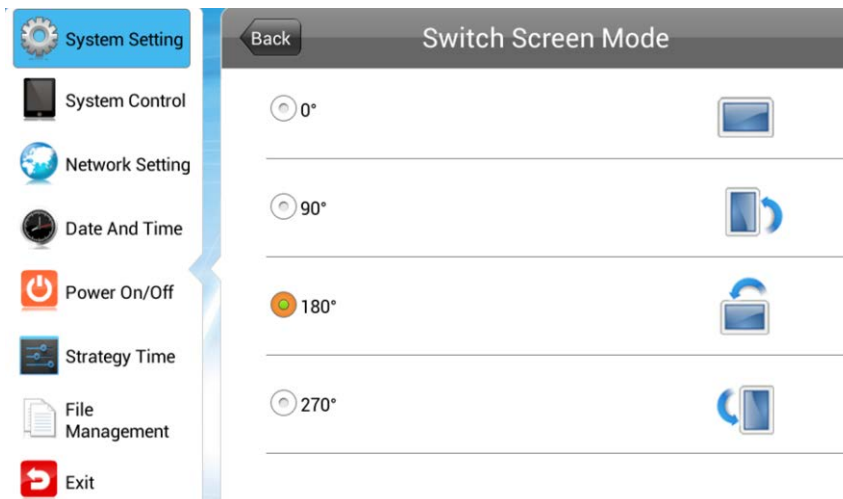 System Setting
System Control
Network Setting
Date And Time
Power On/Off
Strategy Time
File
Management
Exit
Back
Switch Screen Mode
0°
90°
180°
270°